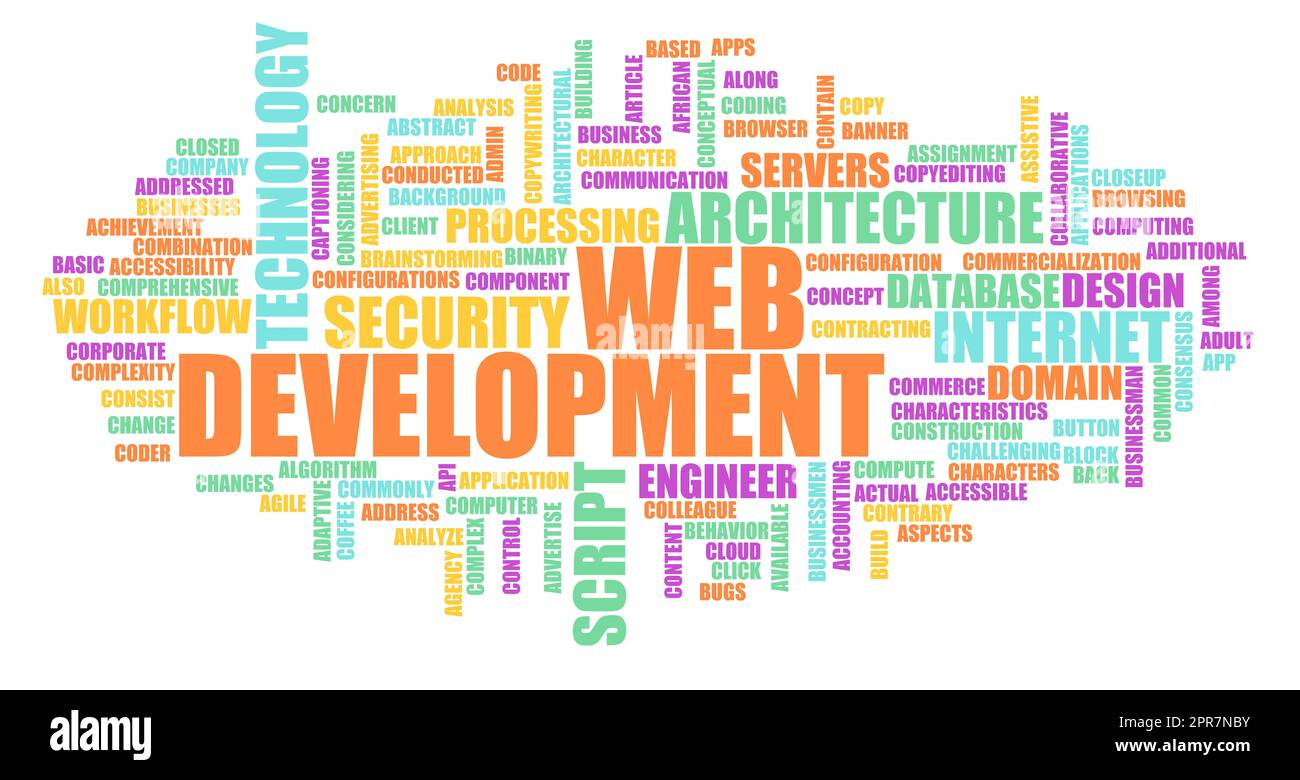 TECHNOLOGY
BASED
APPS
BUILDING
CODE
ARTICLE
AFRICAN
CONCEPTUAL
ALONG
ARCHITECTURAL
CONTAIN
CONCERN
ANALYSIS
COPYWRITING
CODING
COPY
ASSISTIVE
ABSTRACT
ADMIN
BUSINESS
BROWSER
BANNER
COLLABORATIVE
APPLICATIONS
CLOSED
COMPANY
ADDRESSED
BUSINESSES
ACHIEVEMENT
COMBINATION
CAPTIONING
CONSIDERING
ADVERTISING
APPROACH
CONDUCTED
BACKGROUND
CHARACTER
COMMUNICATION
SERVERS
ASSIGNMENT
COPYEDITING
CLOSEUP
BROWSING
COMPUTING
ADDITIONAL
CLIENT
PROCESSING
ARCHITECTURE
BASIC
ACCESSIBILITY
ALSO
COMPREHENSIVE
WORKFLOW
BRAINSTORMING
BINARY
CONFIGURATIONS
COMPONENT
SECURITY
WEB
CONFIGURATION
COMMERCIALIZATION
CONCEPT
DATABASE
DESIGN
AMONG
CONTRACTING
INTERNET
CONSENSUS
ADULT
APP
CORPORATE
COMPLEXITY
CONSIST
CHANGE
CODER
DEVELOPMENT
COMMERCE
DOMAIN
BUSINESSMAN
COMMON
CHARACTERISTICS
CONSTRUCTION
BUTTON
CHALLENGING
BLOCK
CHARACTERS
BACK
CHANGES
ALGORITHM
AGILE
ADAPTIVE
COMMONLY
COFFEE
API
APPLICATION
ADDRESS
COMPUTER
ANALYZE
AGENCY
COMPLEX
CONTROL
ADVERTISE
SCRIPT
ENGINEER
COLLEAGUE
CONTENT
BEHAVIOR
CLOUD
CLICK
BUGS
AVAILABLE
BUSINESSMEN
ACCOUNTING
COMPUTE
ACTUAL
ACCESSIBLE
CONTRARY
BUILD
ASPECTS
alamy
Image ID: 2PR7NBY
www.alamy.com